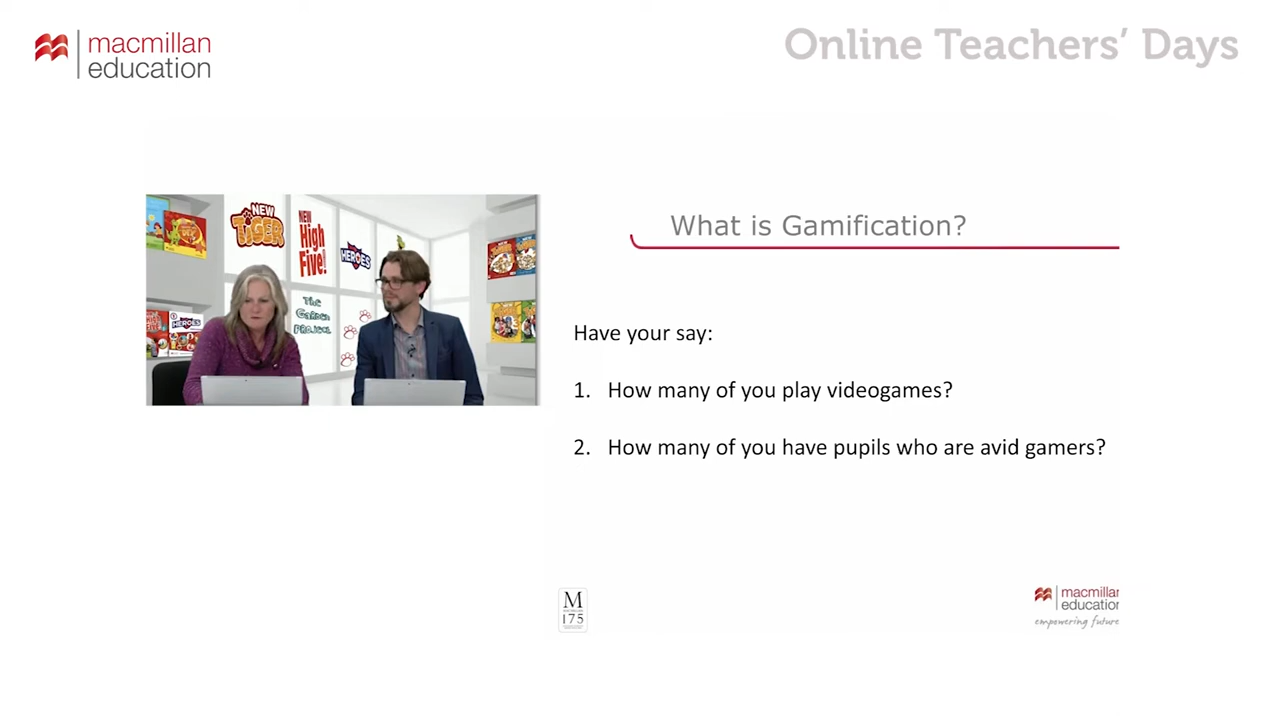 macmillan
education
Online Teachers' Days
NEW
TIGER
NEW
High
Five!
HEROES
The
GARDEN
PROJECT
HEROES
What is Gamification?
Have your say:
1. How many of you play videogames?
2. How many of you have pupils who are avid gamers?
M
175
macmillan
education
empowering future